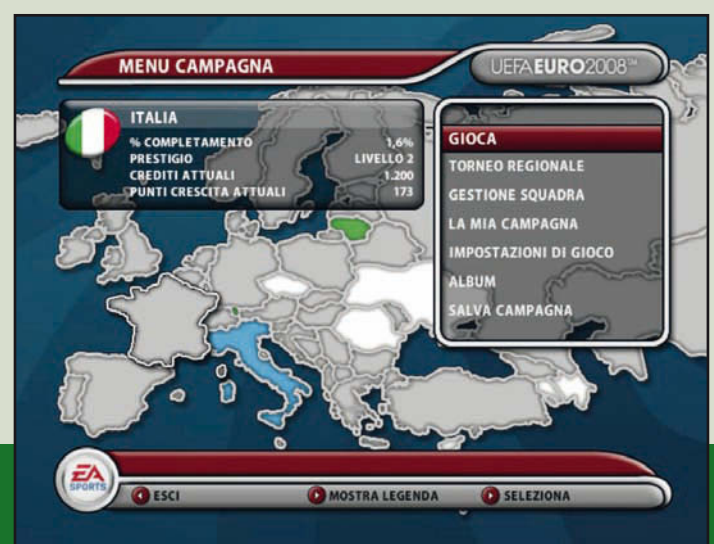 MENU CAMPAGNA
UEFA EURO2008™
ITALIA
% COMPLETAMENTO 1,6%
PRESTIGIO LIVELLO 2
CREDITI ATTUALI 1.200
PUNTI CRESCITA ATTUALI 173
GIOCA
TORNEO REGIONALE
GESTIONE SQUADRA
LA MIA CAMPAGNA
IMPOSTAZIONI DI GIOCO
ALBUM
SALVA CAMPAGNA
EA
SPORTS
ESCI MOSTRA LEGENDA SELEZIONA